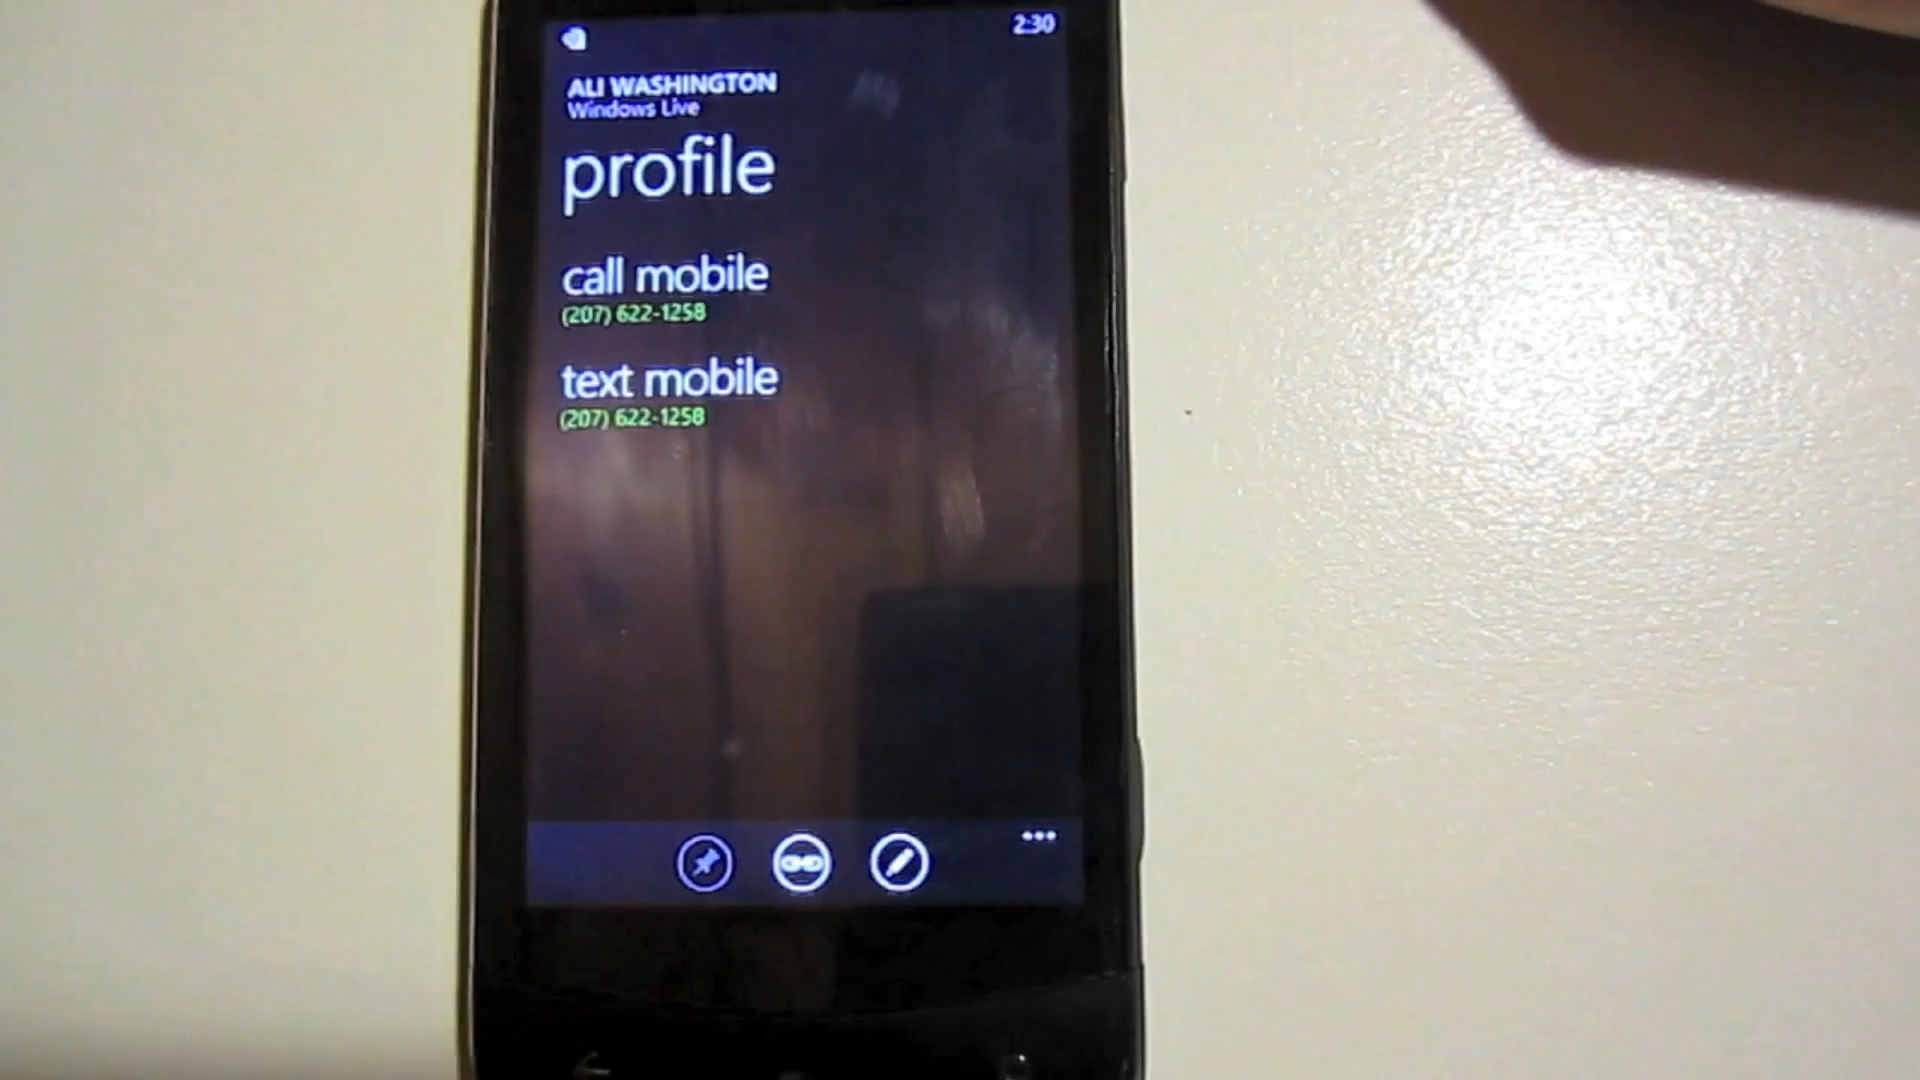 2:30
ALI WASHINGTON
Windows Live
profile
call mobile
(207) 622-1258
text mobile
(207) 622-1258